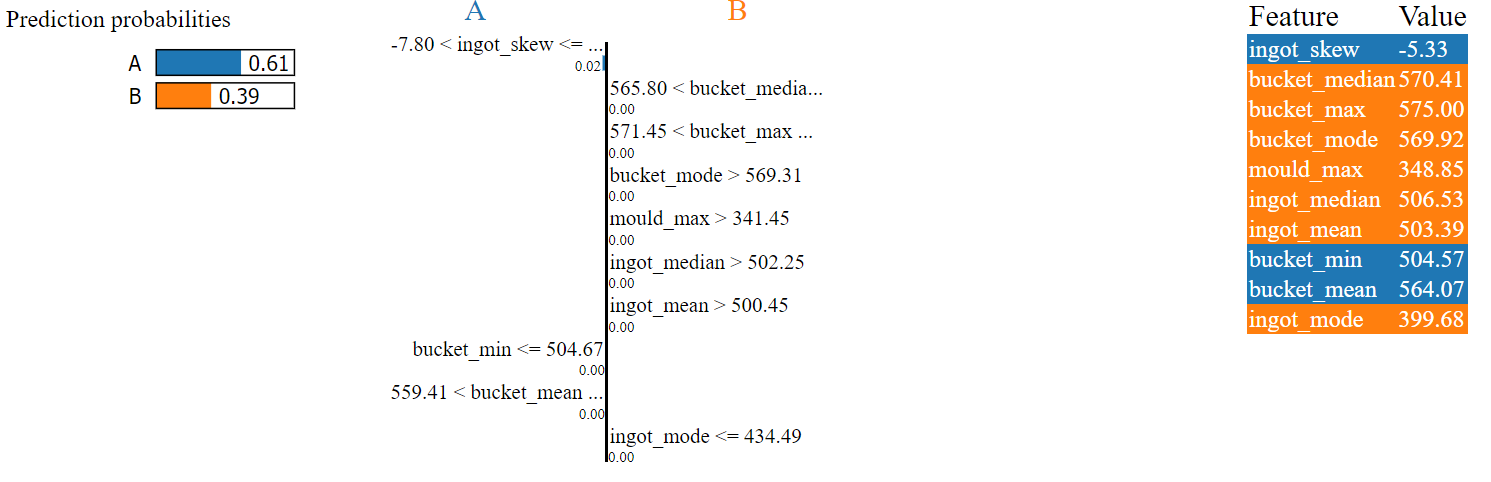 Prediction probabilities
A 0.61
B 0.39
A B
-7.80 < ingot_skew <= ...
0.02
565.80 < bucket_media...
0.00
571.45 < bucket_max ...
0.00
bucket_mode > 569.31
0.00
mould_max > 341.45
0.00
ingot_median > 502.25
0.00
ingot_mean > 500.45
0.00
bucket_min <= 504.67
0.00
559.41 < bucket_mean ...
0.00
ingot_mode <= 434.49
0.00
Feature Value
ingot_skew -5.33
bucket_median 570.41
bucket_max 575.00
bucket_mode 569.92
mould_max 348.85
ingot_median 506.53
ingot_mean 503.39
bucket_min 504.57
bucket_mean 564.07
ingot_mode 399.68